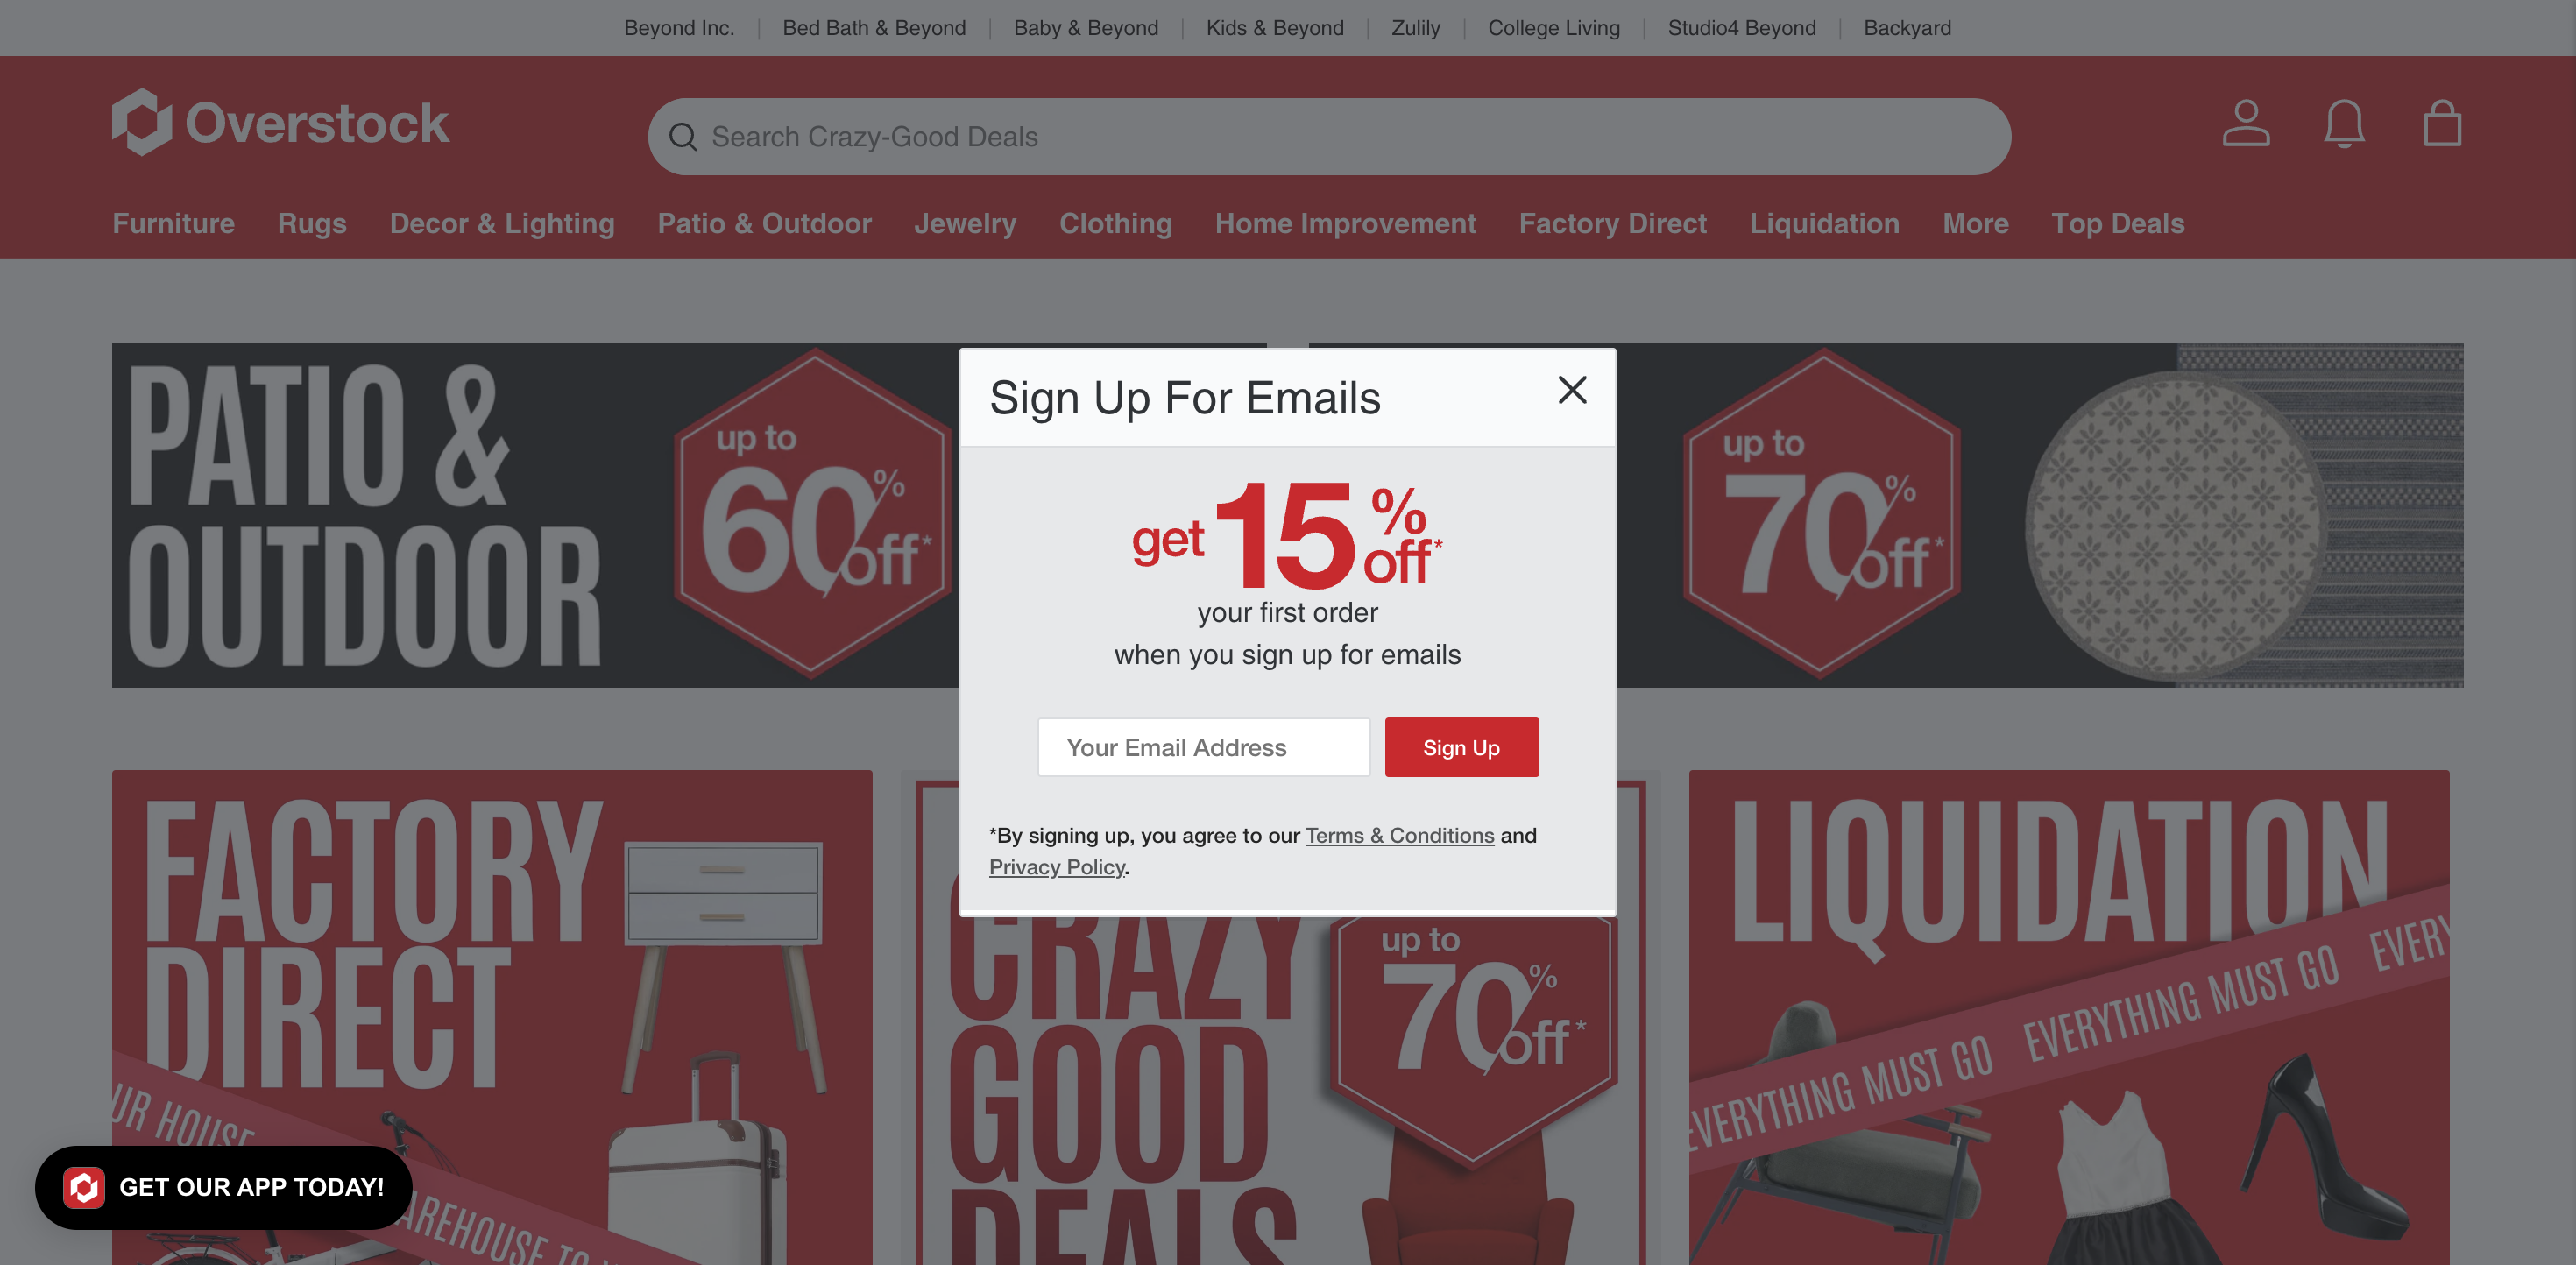 Beyond Inc. Bed Bath & Beyond Baby & Beyond Kids & Beyond Zulily College Living Studio4 Beyond Backyard
Overstock
Search Crazy-Good Deals
Furniture Rugs Decor & Lighting Patio & Outdoor Jewelry Clothing Home Improvement Factory Direct Liquidation More Top Deals
PATIO &
OUTDOOR
up to
60%
off*
up to
70%
off*
Sign Up For Emails
get 15%
off*
your first order
when you sign up for emails
Your Email Address
Sign Up
*By signing up, you agree to our Terms & Conditions and
Privacy Policy.
FACTORY
DIRECT
UR HOUSE
AREHOUSE TO
CRAZY
GOOD
DEALS
up to
70%
off*
LIQUIDATION
EVERYTHING MUST GO EVERYTHING MUST GO EVERY
GET OUR APP TODAY!